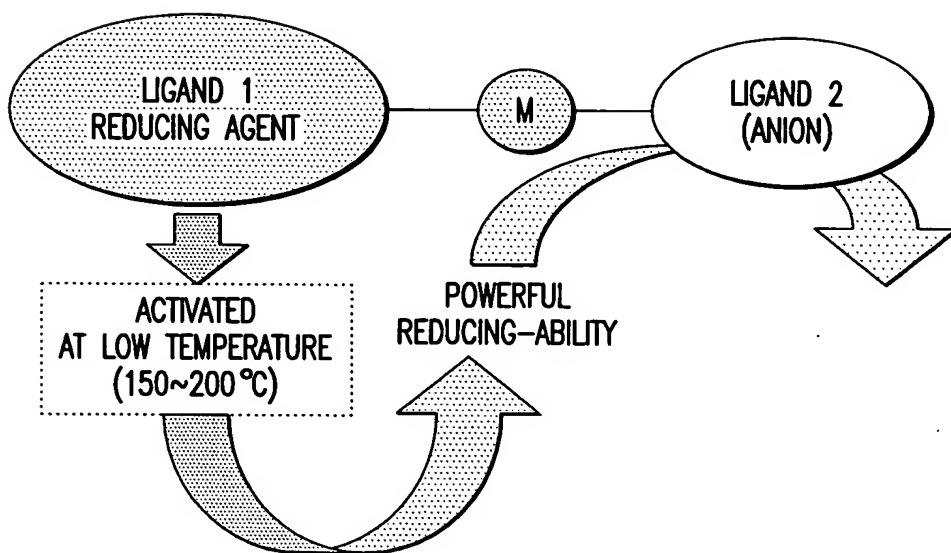 LIGAND 1
REDUCING AGENT
M
LIGAND 2
(ANION)
ACTIVATED
AT LOW TEMPERATURE
(150~200°C)
POWERFUL
REDUCING-ABILITY